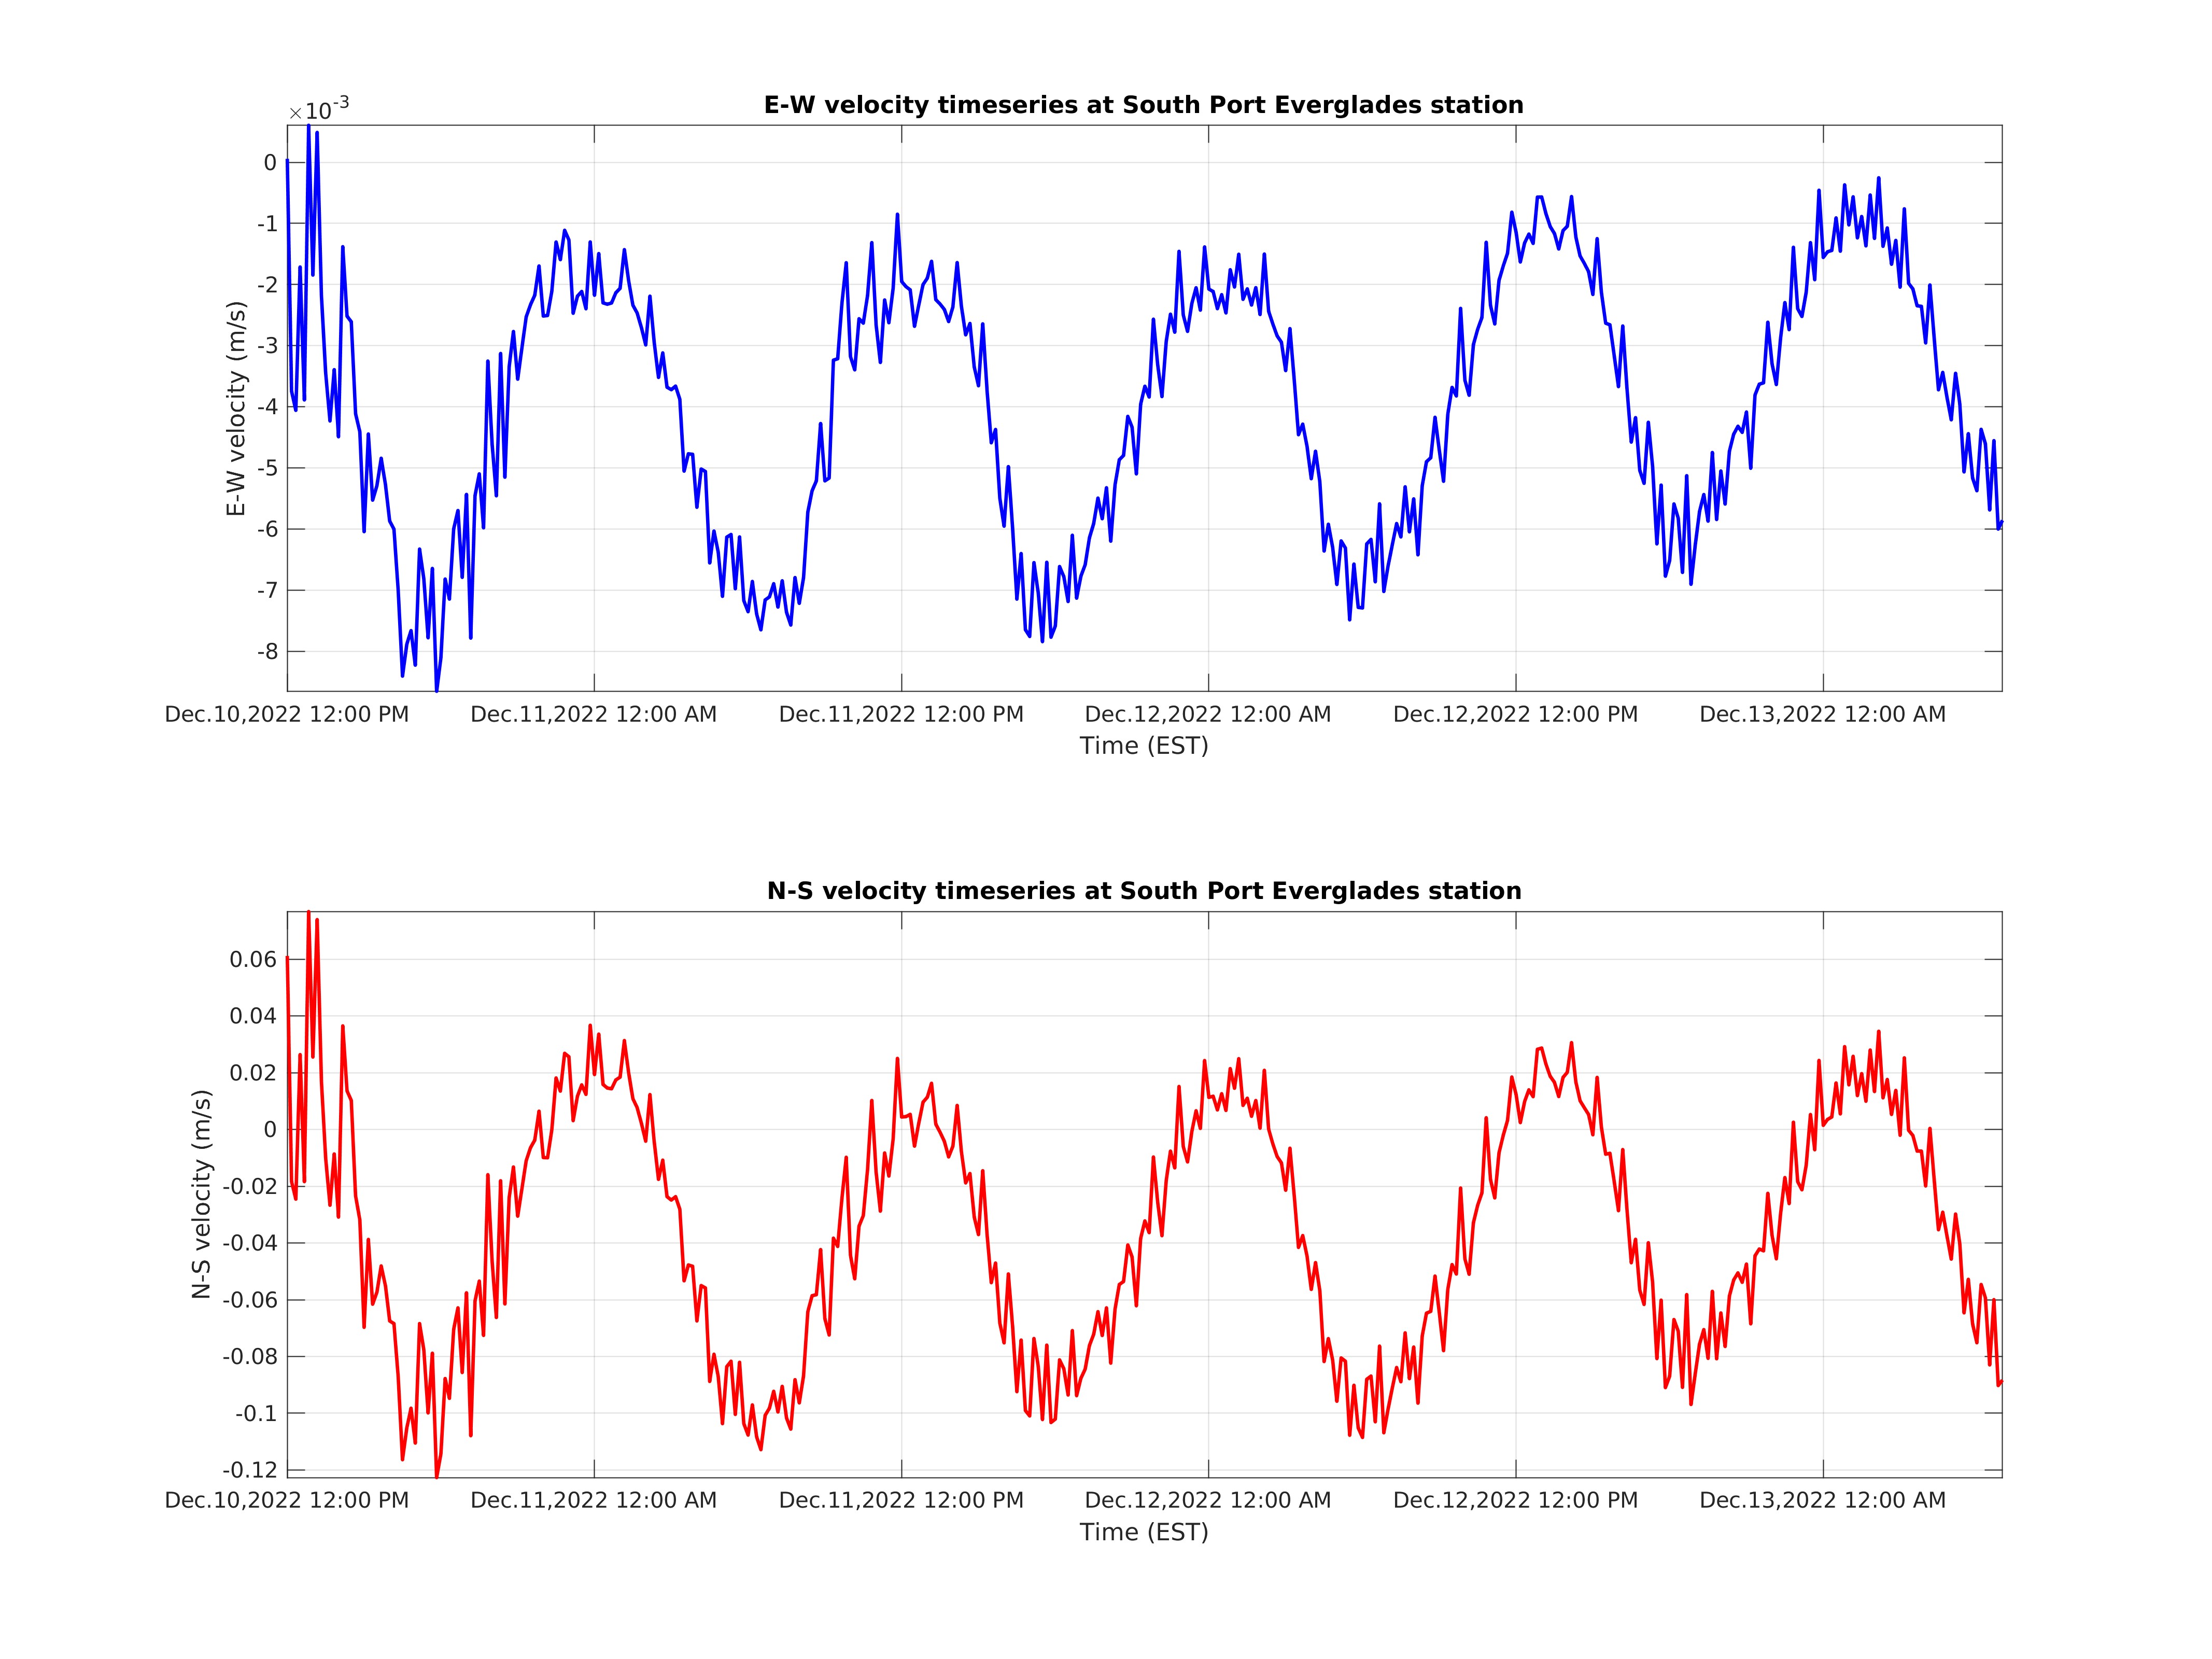 ×10-3
E-W velocity timeseries at South Port Everglades station
E-W velocity (m/s)
0
-1
-2
-3
-4
-5
-6
-7
-8
Dec.10,2022 12:00 PM Dec.11,2022 12:00 AM Dec.11,2022 12:00 PM Dec.12,2022 12:00 AM Dec.12,2022 12:00 PM Dec.13,2022 12:00 AM
Time (EST)
N-S velocity timeseries at South Port Everglades station
N-S velocity (m/s)
0.06
0.04
0.02
0
-0.02
-0.04
-0.06
-0.08
-0.1
-0.12
Dec.10,2022 12:00 PM Dec.11,2022 12:00 AM Dec.11,2022 12:00 PM Dec.12,2022 12:00 AM Dec.12,2022 12:00 PM Dec.13,2022 12:00 AM
Time (EST)